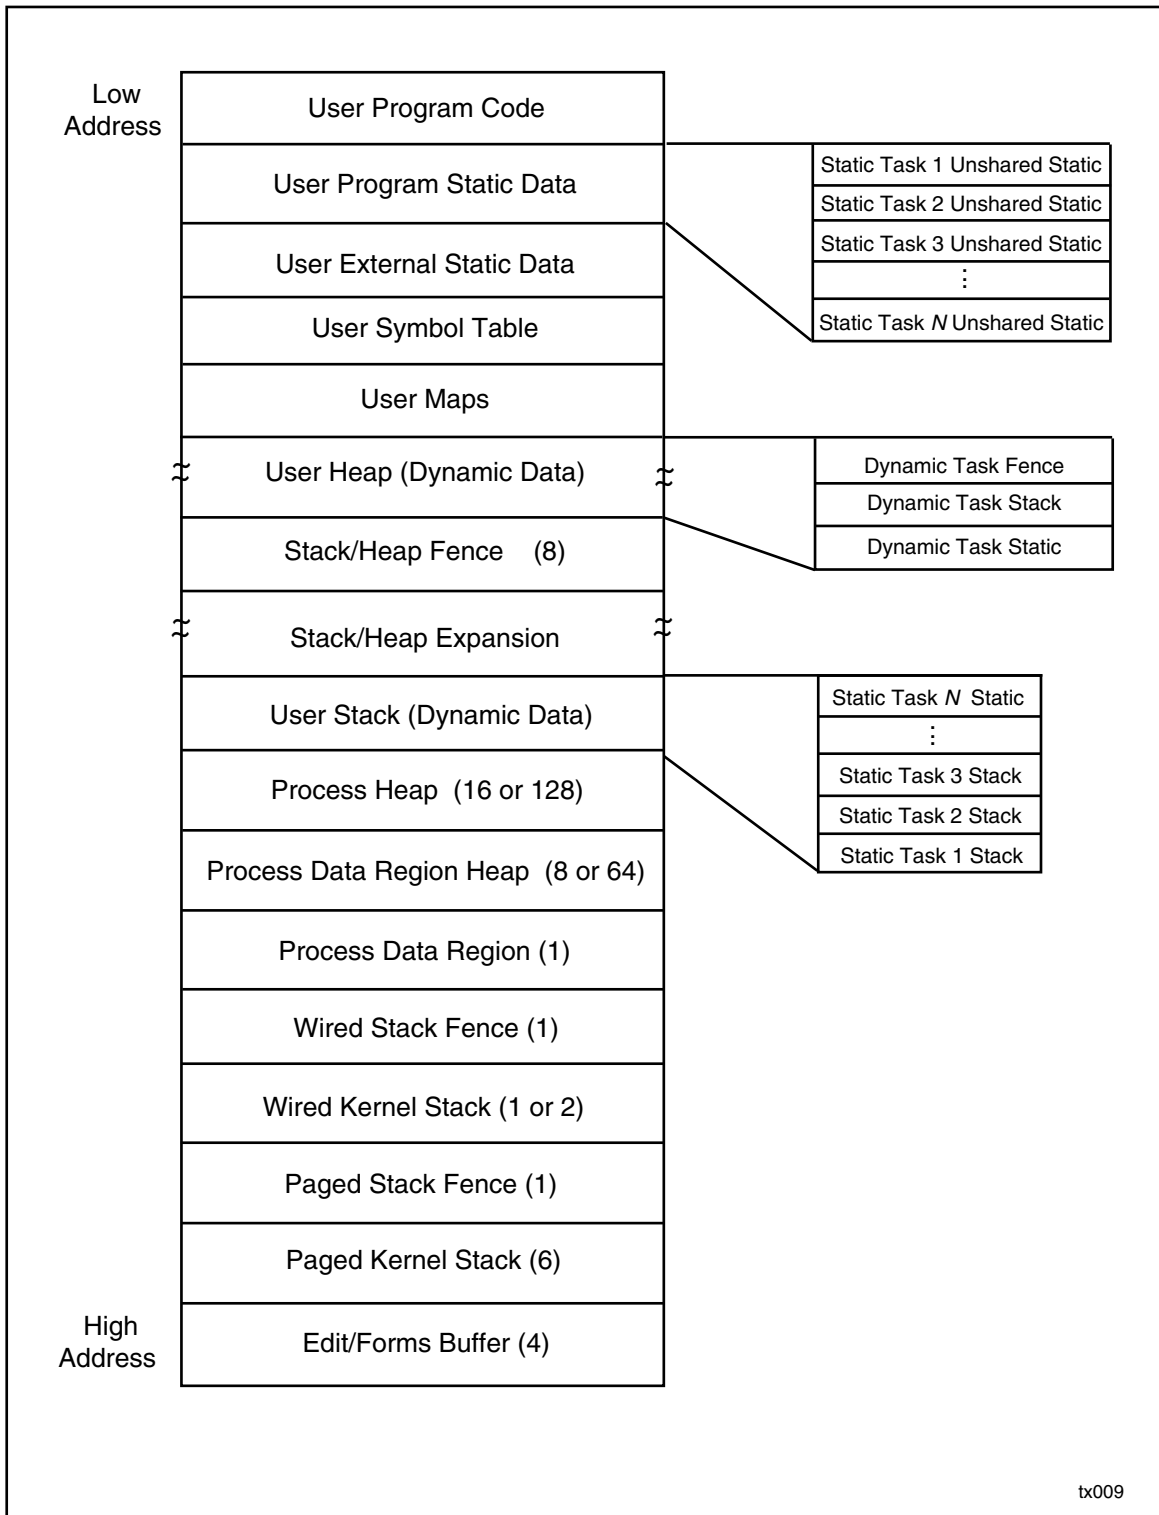 Low
Address
User Program Code
User Program Static Data
User External Static Data
User Symbol Table
User Maps
User Heap (Dynamic Data)
Stack/Heap Fence (8)
Stack/Heap Expansion
User Stack (Dynamic Data)
Process Heap (16 or 128)
Process Data Region Heap (8 or 64)
Process Data Region (1)
Wired Stack Fence (1)
Wired Kernel Stack (1 or 2)
Paged Stack Fence (1)
Paged Kernel Stack (6)
High
Address
Edit/Forms Buffer (4)
Static Task 1 Unshared Static
Static Task 2 Unshared Static
Static Task 3 Unshared Static
⋮
Static Task N Unshared Static
Dynamic Task Fence
Dynamic Task Stack
Dynamic Task Static
Static Task N Static
⋮
Static Task 3 Stack
Static Task 2 Stack
Static Task 1 Stack
tx009